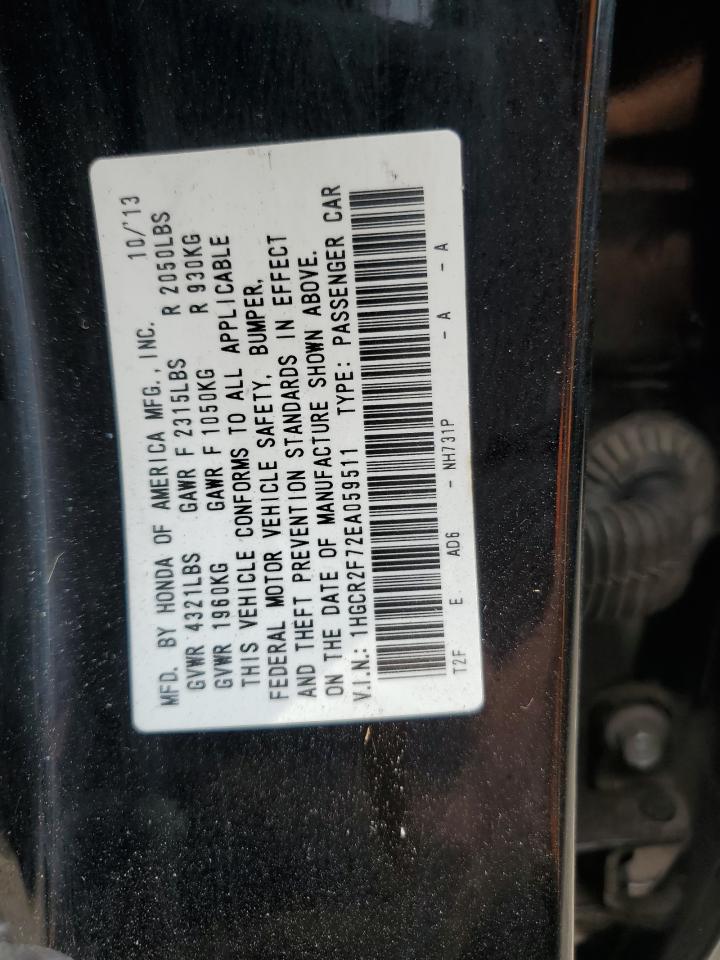 MFD. BY HONDA OF AMERICA MFG., INC. 10/'13
GVWR 4321LBS GAWR F 2315LBS R 2050LBS
GVWR 1960KG GAWR F 1050KG R 930KG
THIS VEHICLE CONFORMS TO ALL APPLICABLE
FEDERAL MOTOR VEHICLE SAFETY, BUMPER,
AND THEFT PREVENTION STANDARDS IN EFFECT
ON THE DATE OF MANUFACTURE SHOWN ABOVE.
V.I.N.: 1HGCR2F72EA059511 TYPE: PASSENGER CAR
T2F E AD6 - NH731P - A - A